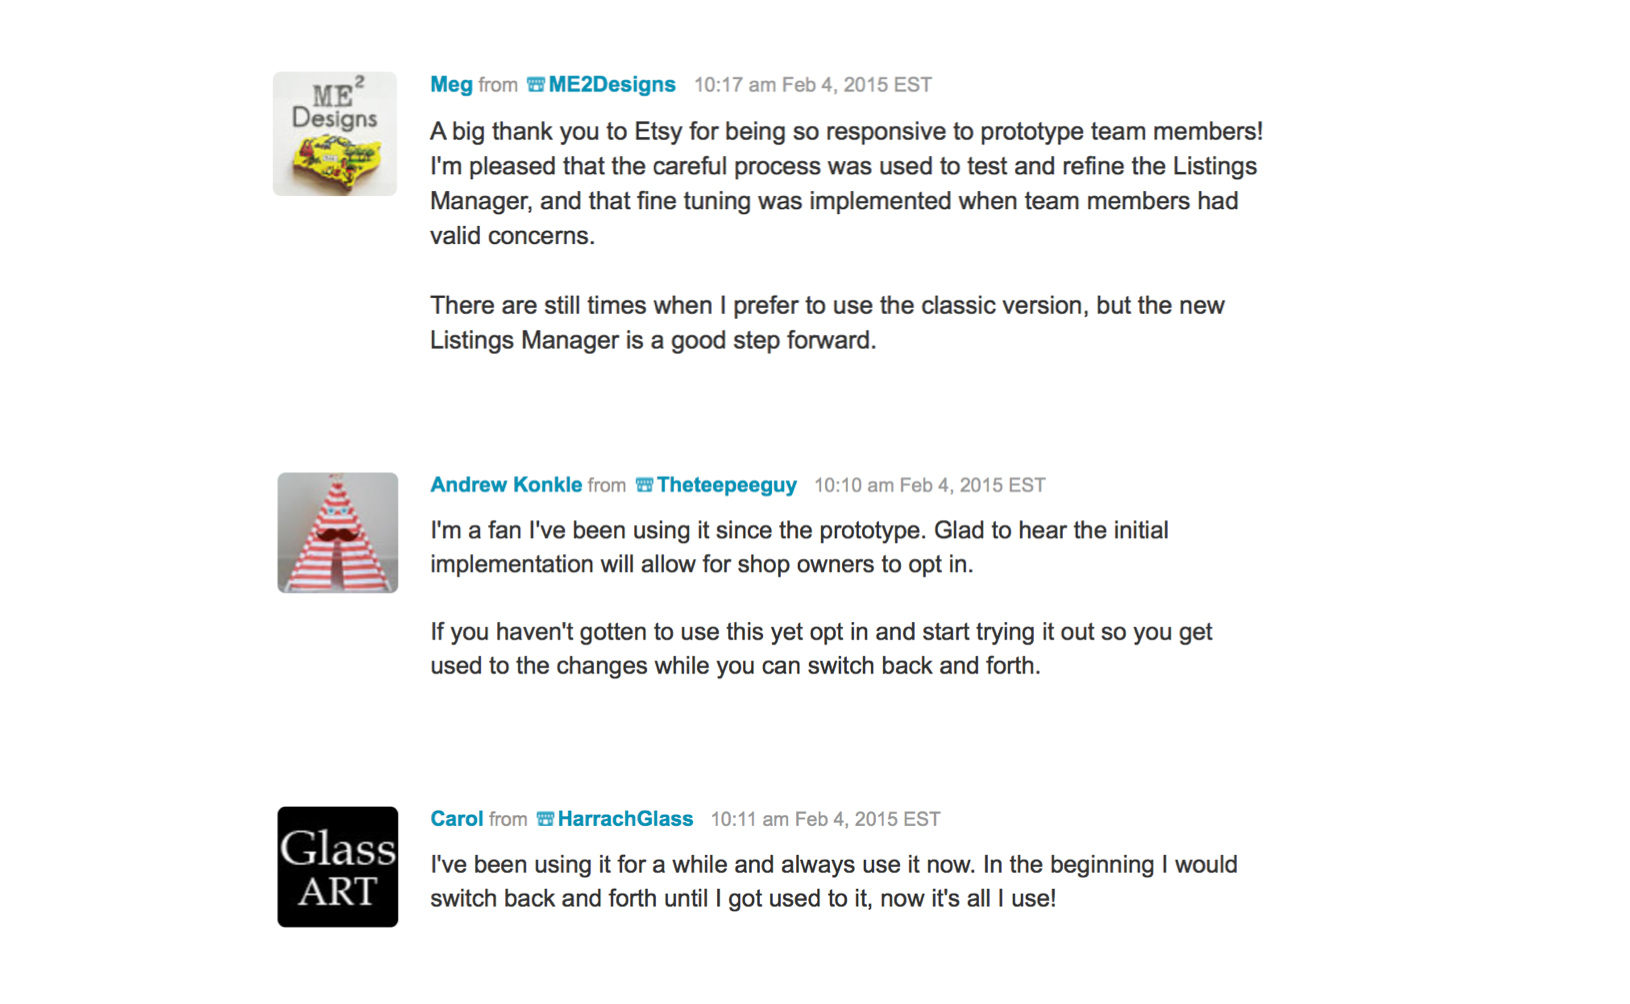 ME2
Designs
Meg from ME2Designs 10:17 am Feb 4, 2015 EST
A big thank you to Etsy for being so responsive to prototype team members!
I'm pleased that the careful process was used to test and refine the Listings
Manager, and that fine tuning was implemented when team members had
valid concerns.
There are still times when I prefer to use the classic version, but the new
Listings Manager is a good step forward.
Andrew Konkle from Theteepeeguy 10:10 am Feb 4, 2015 EST
I'm a fan I've been using it since the prototype. Glad to hear the initial
implementation will allow for shop owners to opt in.
If you haven't gotten to use this yet opt in and start trying it out so you get
used to the changes while you can switch back and forth.
Glass
ART
Carol from HarrachGlass 10:11 am Feb 4, 2015 EST
I've been using it for a while and always use it now. In the beginning I would
switch back and forth until I got used to it, now it's all I use!